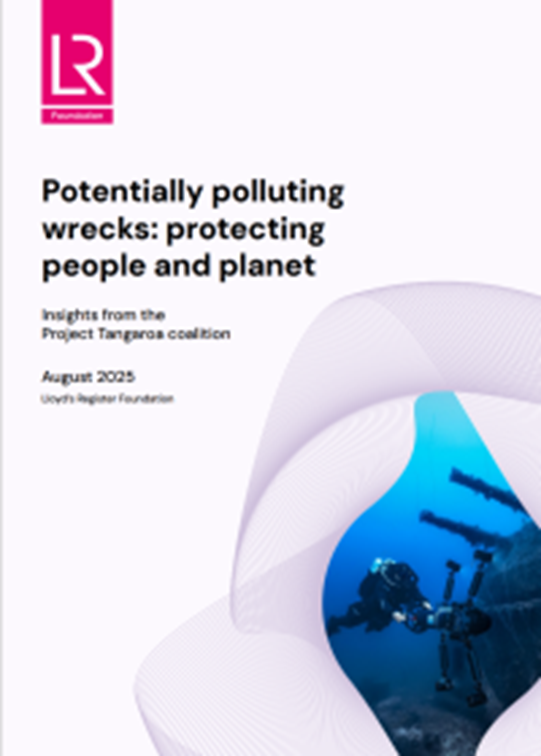 LR
Foundation
Potentially polluting
wrecks: protecting
people and planet
Insights from the
Project Tangaroa coalition
August 2025
Lloyd's Register Foundation